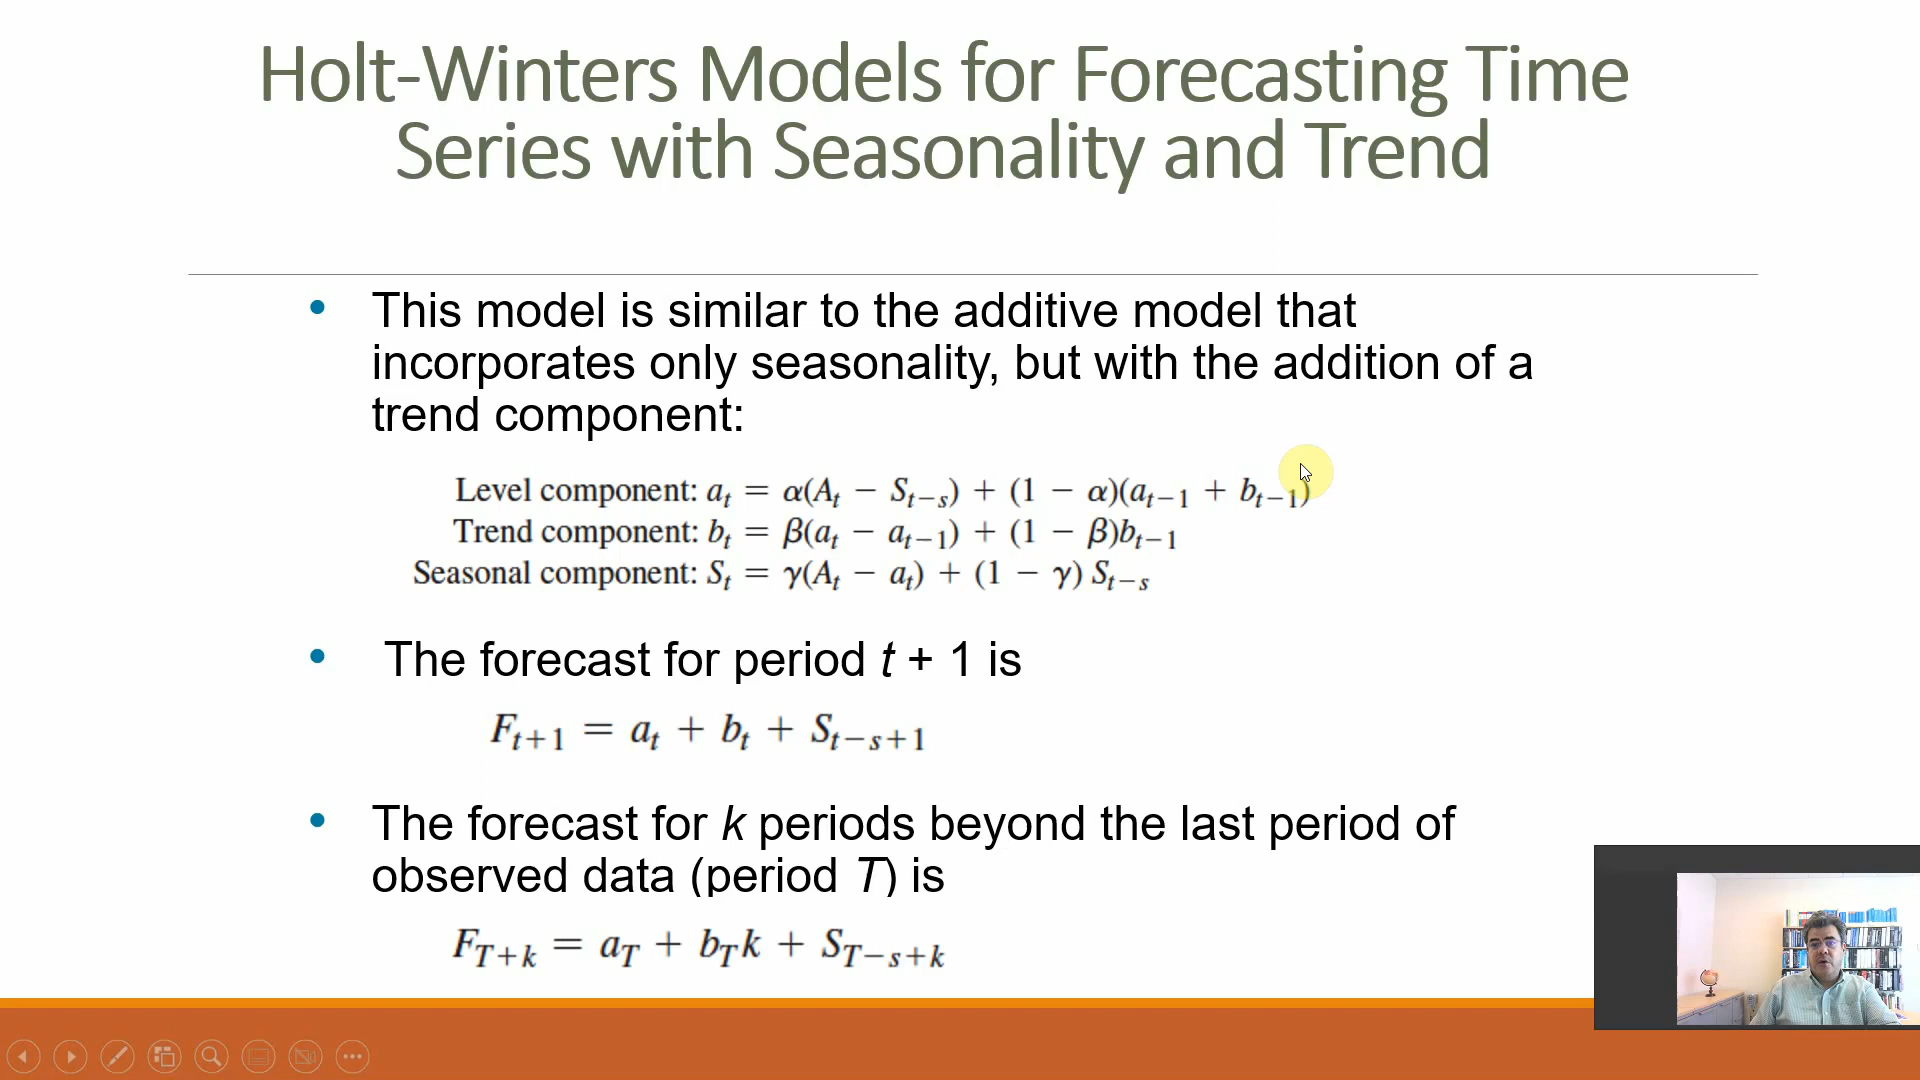 Holt-Winters Models for Forecasting Time
Series with Seasonality and Trend
• This model is similar to the additive model that
incorporates only seasonality, but with the addition of a
trend component:
Level component: aₜ = α(Aₜ − Sₜ₋ₛ) + (1 − α)(aₜ₋₁ + bₜ₋₁)
Trend component: bₜ = β(aₜ − aₜ₋₁) + (1 − β)bₜ₋₁
Seasonal component: Sₜ = γ(Aₜ − aₜ) + (1 − γ) Sₜ₋ₛ
• The forecast for period t + 1 is
Fₜ₊₁ = aₜ + bₜ + Sₜ₋ₛ₊₁
• The forecast for k periods beyond the last period of
observed data (period T) is
F_{T+k} = a_T + b_T k + S_{T−s+k}